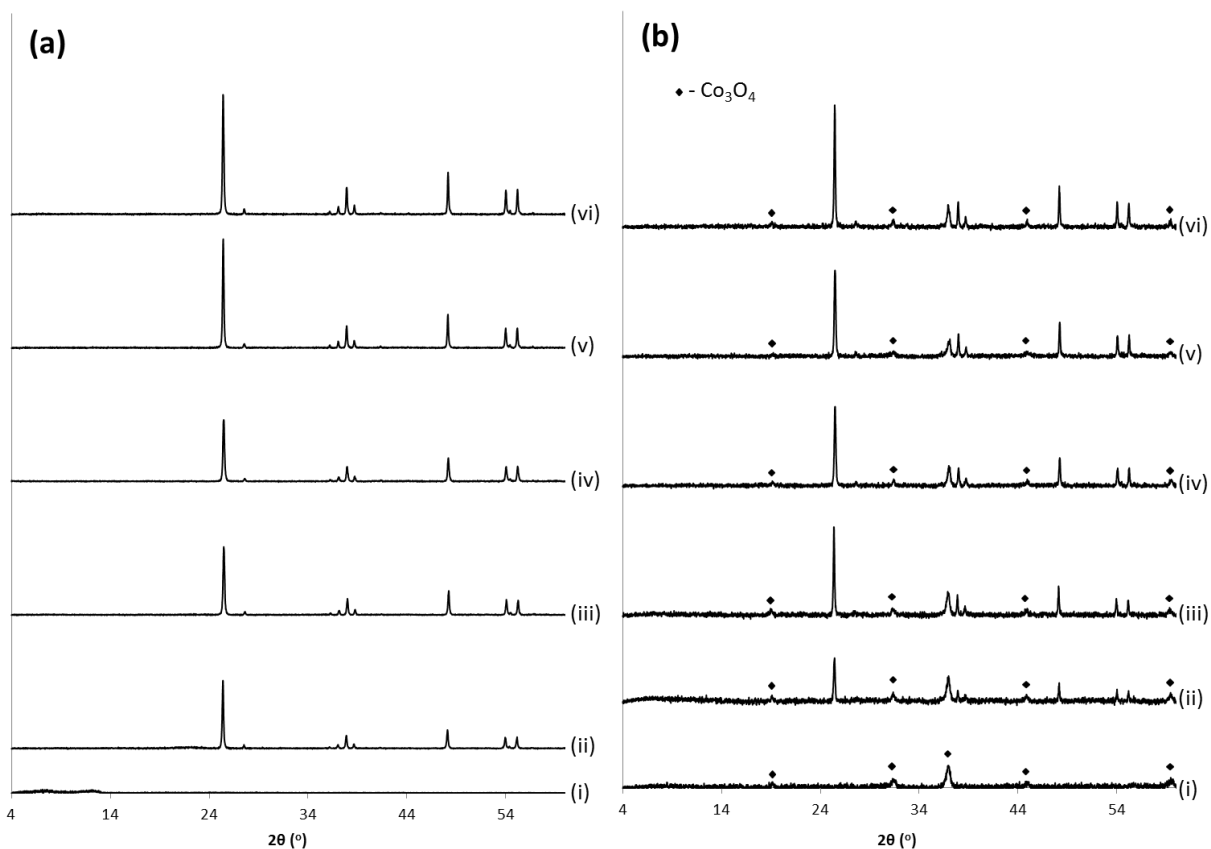 (a)
(vi)
(v)
(iv)
(iii)
(ii)
(i)
4 14 24 34 44 54
2θ (°)
(b)
♦ - Co₃O₄
(vi)
(v)
(iv)
(iii)
(ii)
(i)
4 14 24 34 44 54
2θ (°)